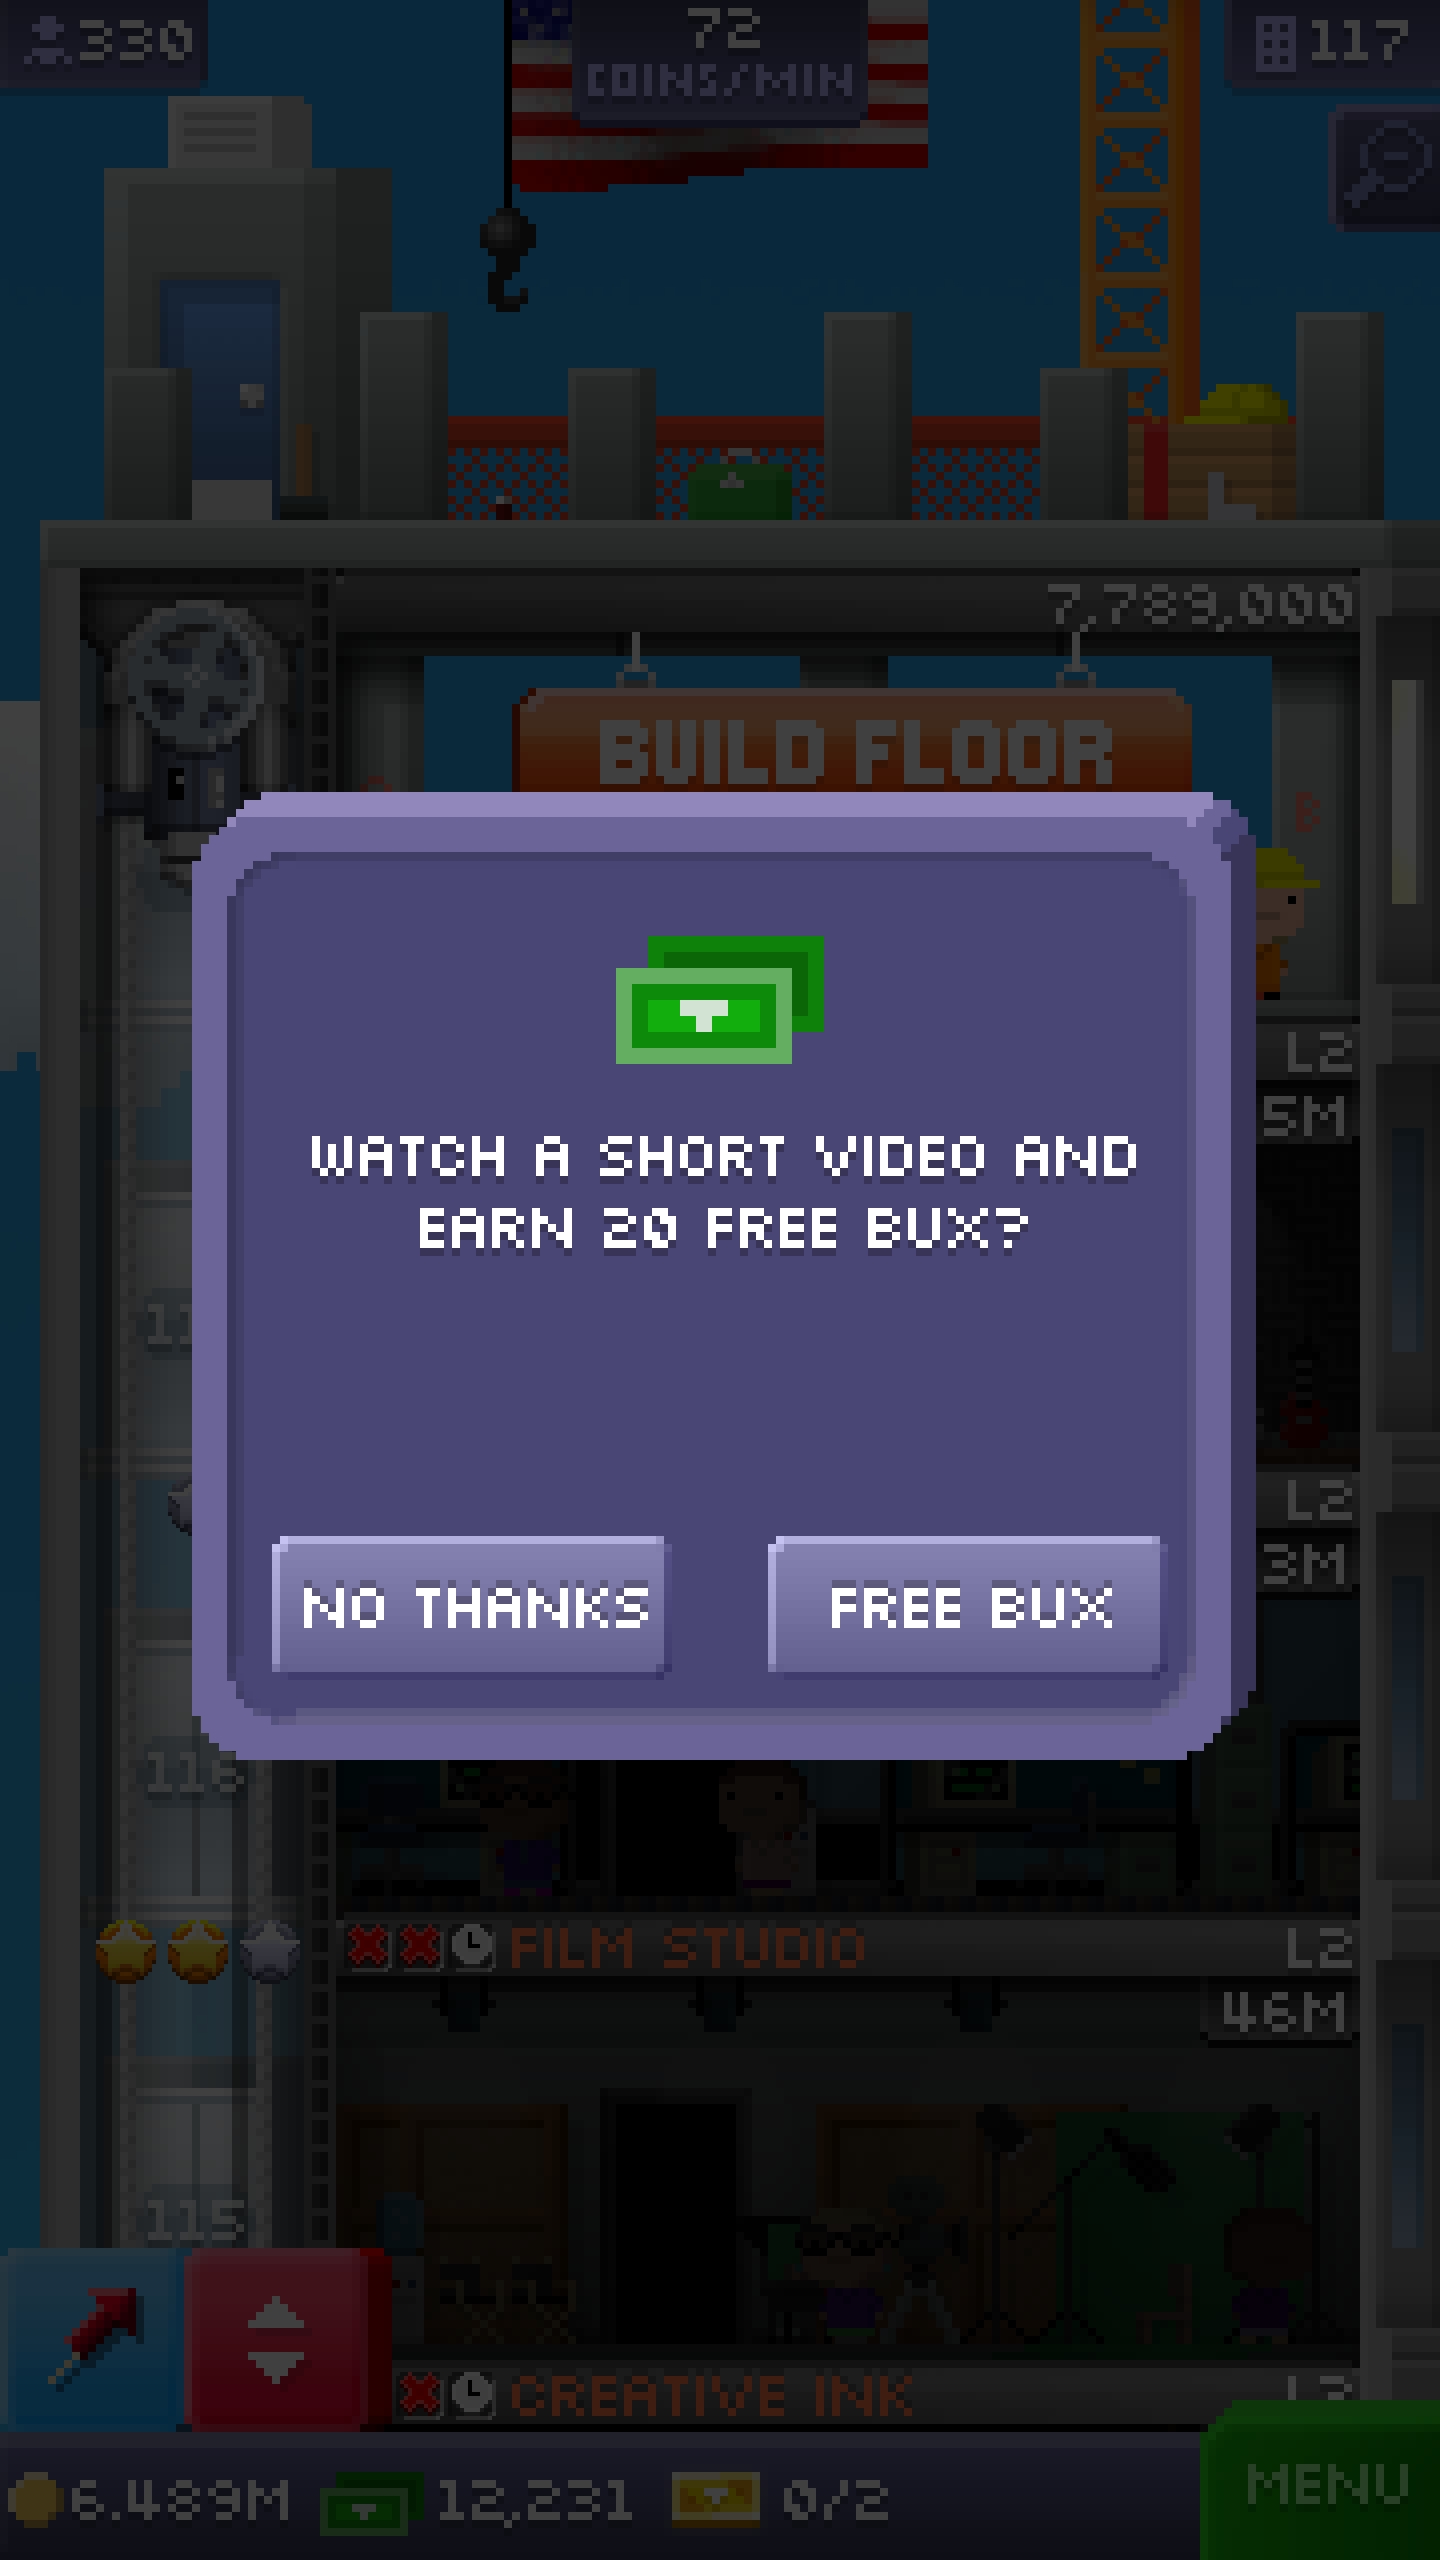 330
72
COINS/MIN
117
7,789,000
BUILD FLOOR
B
L2
5M
WATCH A SHORT VIDEO AND
EARN 20 FREE BUX?
L2
3M
NO THANKS
FREE BUX
116
FILM STUDIO
L2
46M
115
CREATIVE INK
6.489M
12,231
0/2
MENU